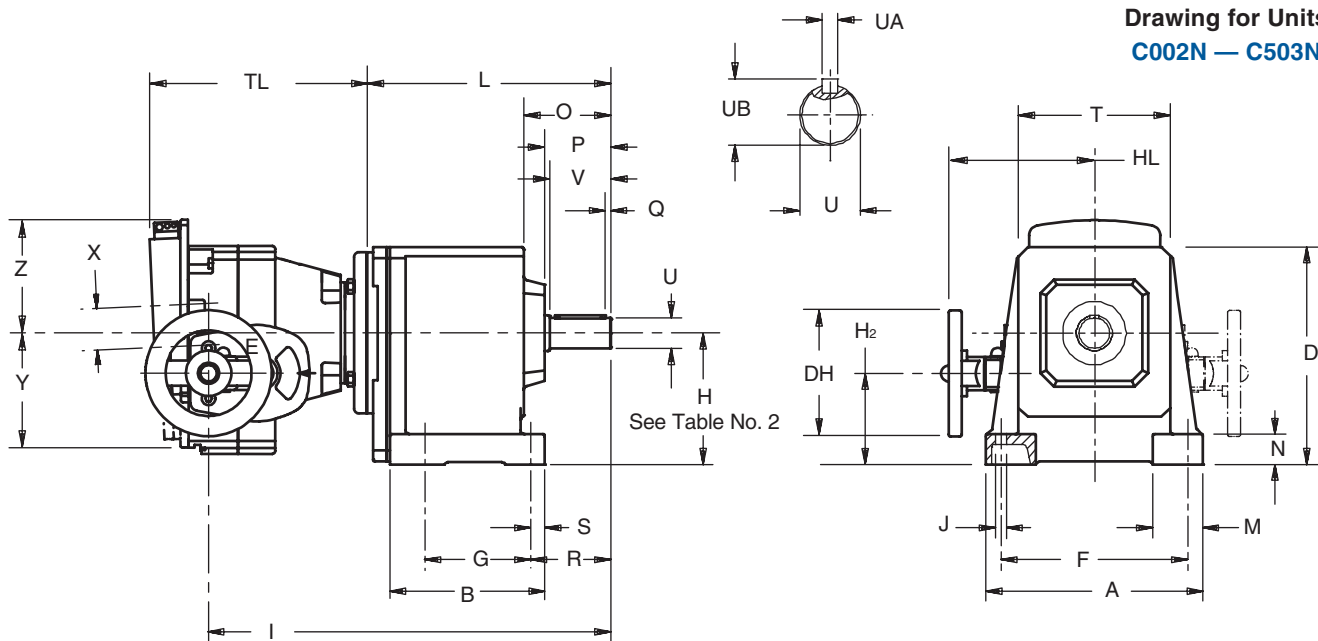 Drawing for Units
C002N — C503N
UA
TL
L
O
P
V
Q
UB
U
T
HL
Z
X
Y
E
U
H
See Table No. 2
H₂
DH
D
N
S
G
R
B
I
J
M
F
A